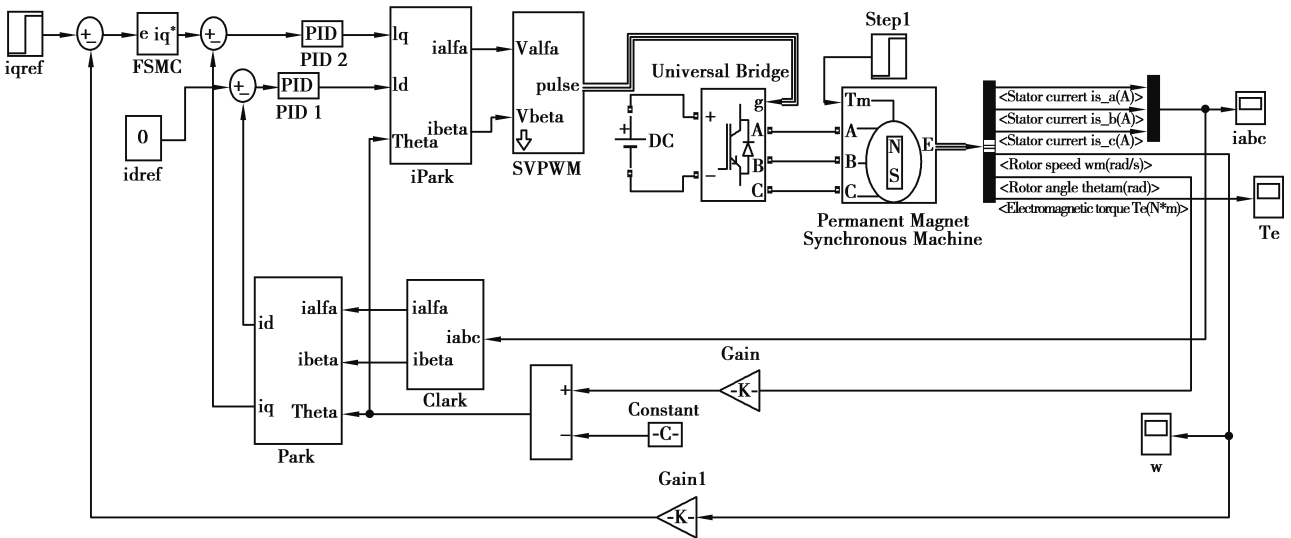 iqref
+
−
e iq*
FSMC
+
−
PID
PID 2
+
−
PID
PID 1
0
idref
Iq
Id
Theta
ialfa
ibeta
iPark
Valfa
Vbeta
pulse
SVPWM
Universal Bridge
+
DC
g
+
−
A
B
C
Step1
Tm
A
B
C
N
S
E
Permanent Magnet
Synchronous Machine
<Stator currert is_a(A)>
<Stator currert is_b(A)>
<Stator currert is_c(A)>
<Rotor speed wm(rad/s)>
<Rotor angle thetam(rad)>
<Electromagnetic torque Te(N*m)>
iabc
Te
id
iq
ialfa
ibeta
Theta
Park
ialfa
ibeta
iabc
Clark
+
−
Gain
-K-
Constant
-C-
w
Gain1
-K-